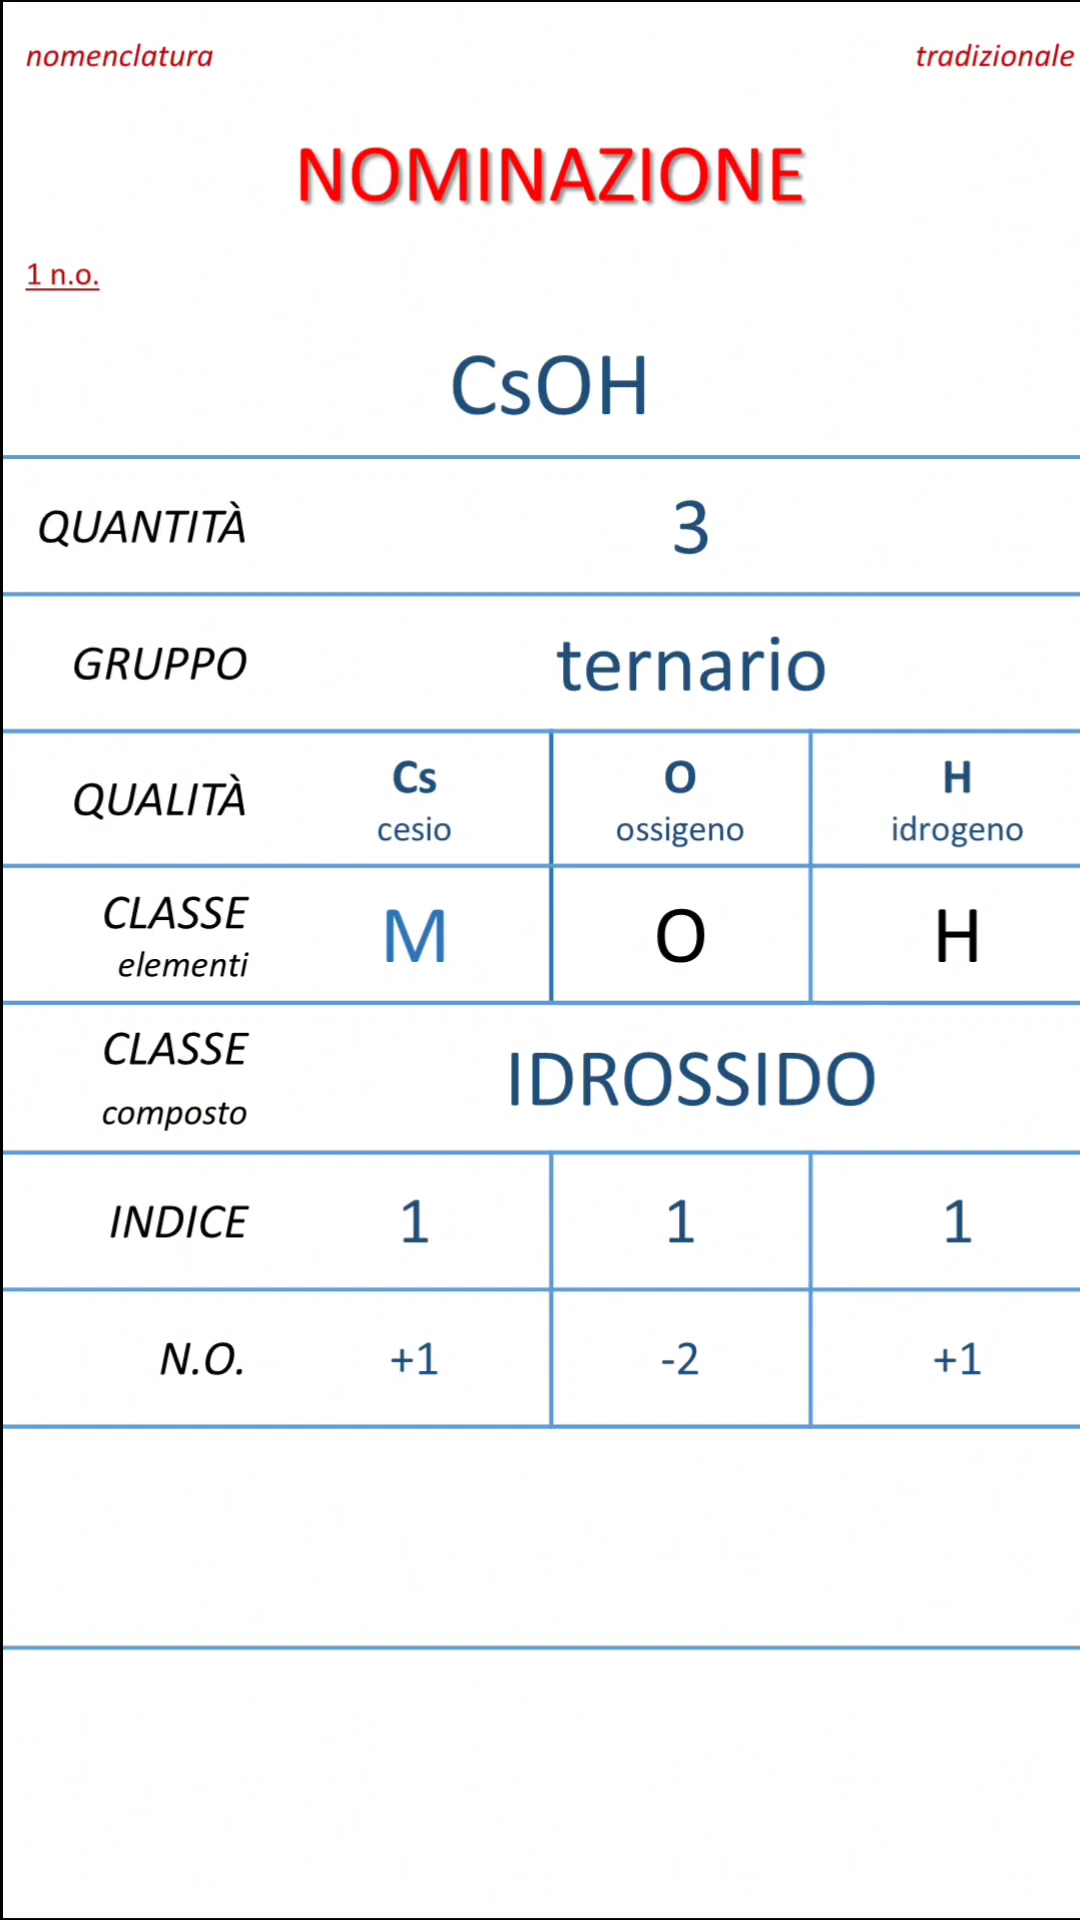 nomenclatura tradizionale
NOMINAZIONE
1 n.o.
CsOH
QUANTITÀ 3
GRUPPO ternario
QUALITÀ Cs O H
cesio ossigeno idrogeno
CLASSE
elementi M O H
CLASSE
composto IDROSSIDO
INDICE 1 1 1
N.O. +1 -2 +1